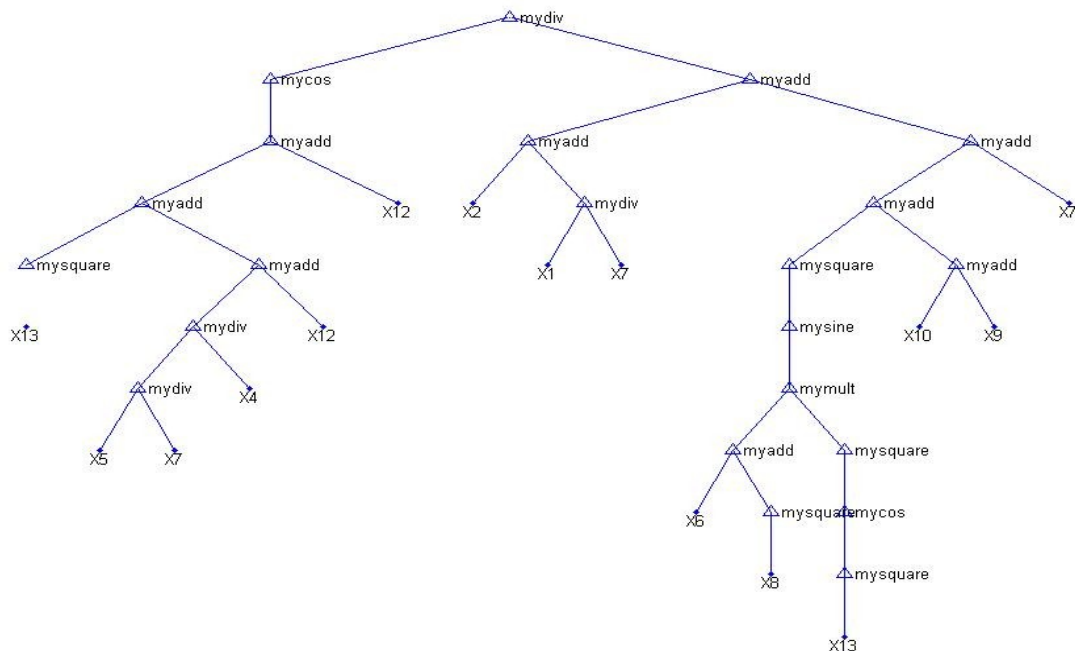 mydiv
mycos myadd
myadd myadd myadd
myadd X12 X2 mydiv myadd X7
mysquare myadd X1 X7 mysquare myadd
X13 mydiv X12 mysine X10 X9
mydiv X4 mymult
X5 X7 myadd mysquare
X6 mysquare mycos
X8 mysquare
X13